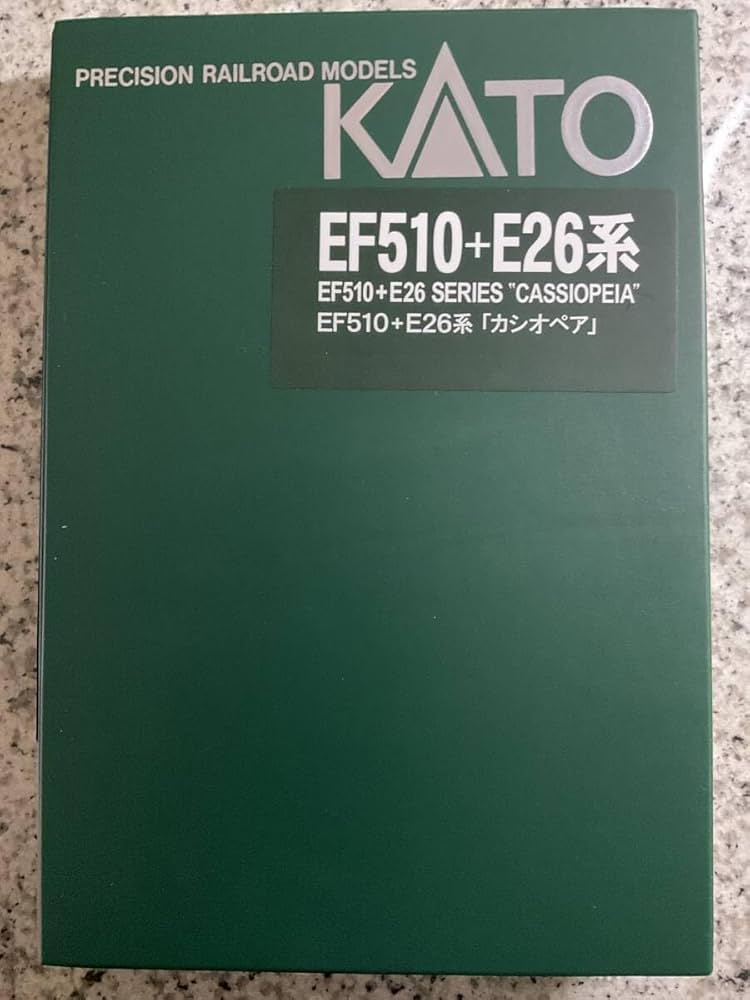 PRECISION RAILROAD MODELS
KATO
EF510+E26系
EF510+E26 SERIES "CASSIOPEIA"
EF510+E26系「カシオペア」